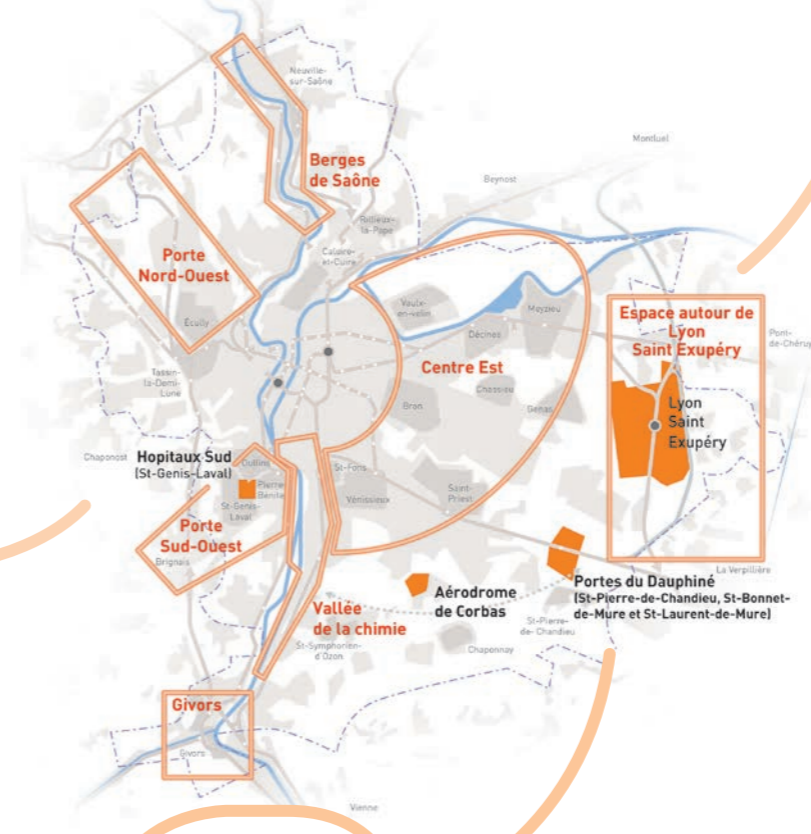 Neuville-
sur-Saône
Montluel
Berges
de Saône
Beynost
Rillieux-
la-Pape
Porte
Nord-Ouest
Caluire-
et-Cuire
Vaulx-
en-velin
Meyzieu
Espace autour de
Lyon
Saint Exupéry
Écully
Décines
Pont-
de-Chéruy
Tassin-
la-Demi-
Lune
Centre Est
Chassieu
Bron
Genas
Lyon
Saint
Exupéry
Chaponost
Hopitaux Sud
(St-Genis-Laval)
Oullins
Pierre-
Bénite
St-Genis-
Laval
St-Fons
Vénissieux
Saint-
Priest
Porte
Sud-Ouest
Brignais
La Verpillière
Aérodrome
de Corbas
Portes du Dauphiné
(St-Pierre-de-Chandieu, St-Bonnet-
de-Mure et St-Laurent-de-Mure)
Vallée
de la chimie
St-Symphorien-
d'Ozon
St-Pierre-
de- Chandieu
Chaponnay
Givors
Givors
Vienne